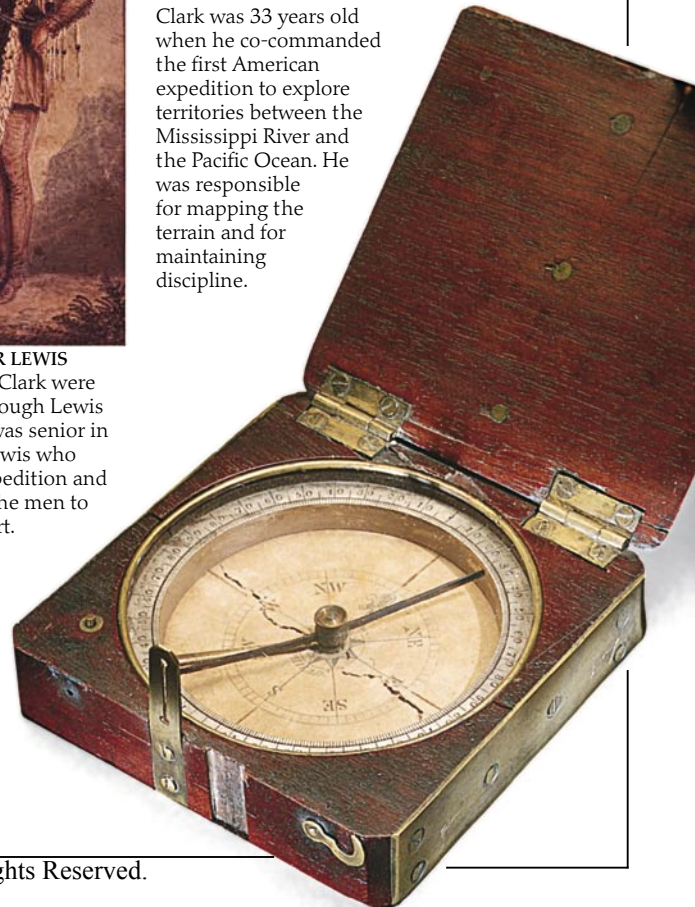 Clark was 33 years old
when he co-commanded
the first American
expedition to explore
territories between the
Mississippi River and
the Pacific Ocean. He
was responsible
for mapping the
terrain and for
maintaining
discipline.
R LEWIS
Clark were
ough Lewis
was senior in
wis who
pedition and
he men to
rt.
NW
NE
SE
S
ghts Reserved.